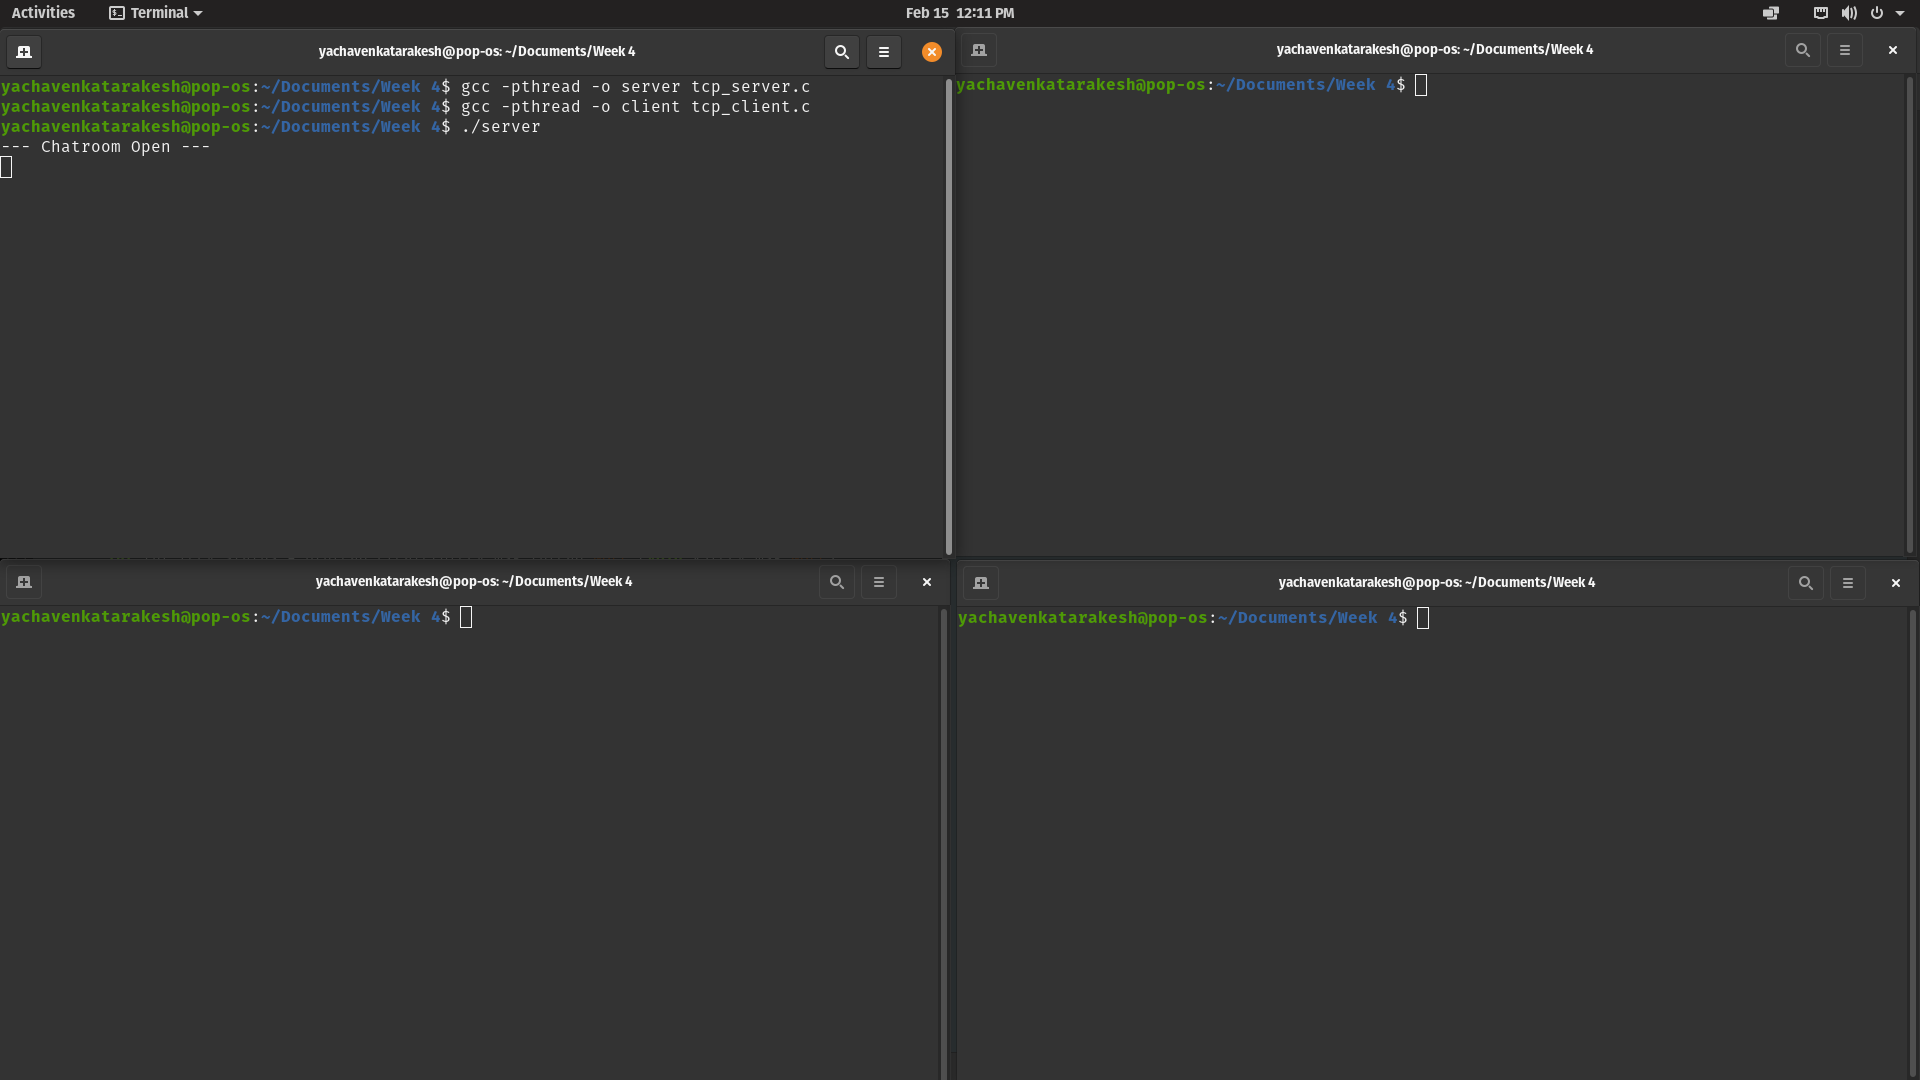 Activities Terminal Feb 15 12:11 PM
yachavenkatarakesh@pop-os: ~/Documents/Week 4
yachavenkatarakesh@pop-os:~/Documents/Week 4$ gcc -pthread -o server tcp_server.c
yachavenkatarakesh@pop-os:~/Documents/Week 4$ gcc -pthread -o client tcp_client.c
yachavenkatarakesh@pop-os:~/Documents/Week 4$ ./server
--- Chatroom Open ---
yachavenkatarakesh@pop-os: ~/Documents/Week 4
yachavenkatarakesh@pop-os:~/Documents/Week 4$
yachavenkatarakesh@pop-os: ~/Documents/Week 4
yachavenkatarakesh@pop-os:~/Documents/Week 4$
yachavenkatarakesh@pop-os: ~/Documents/Week 4
yachavenkatarakesh@pop-os:~/Documents/Week 4$